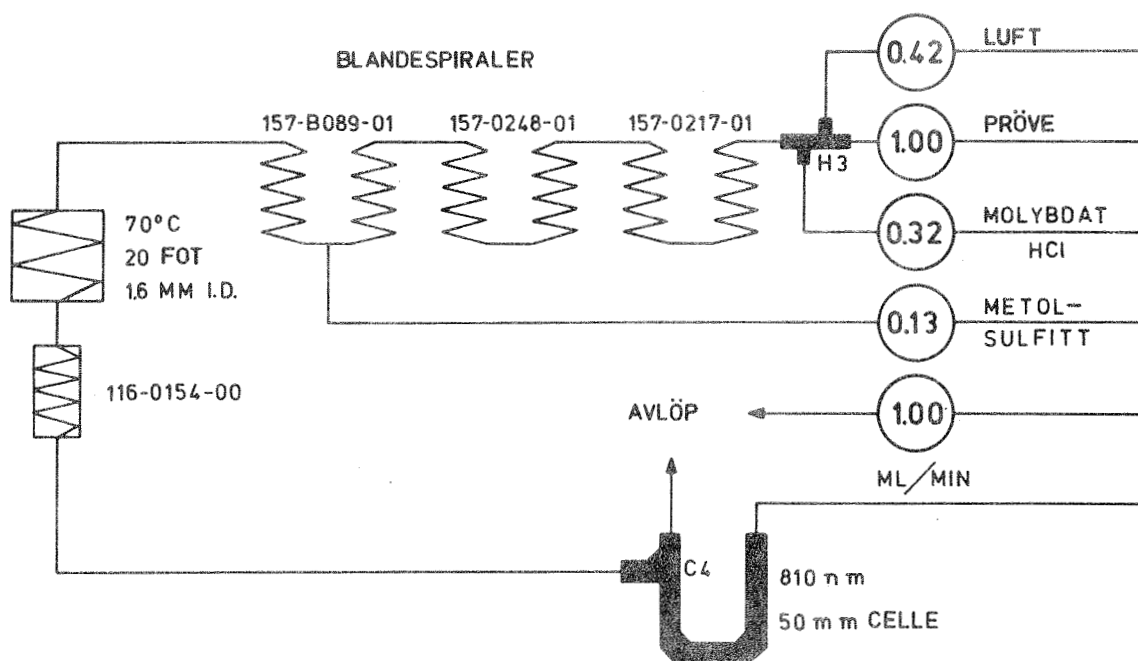 BLANDESPIRALER
157-B089-01 157-0248-01 157-0217-01
0.42 LUFT
1.00 PRÖVE
H3
0.32 MOLYBDAT
HCl
70°C
20 FOT
1.6 MM I.D.
0.13 METOL-
SULFITT
116-0154-00
AVLÖP 1.00
ML/MIN
C4
810 nm
50 mm CELLE